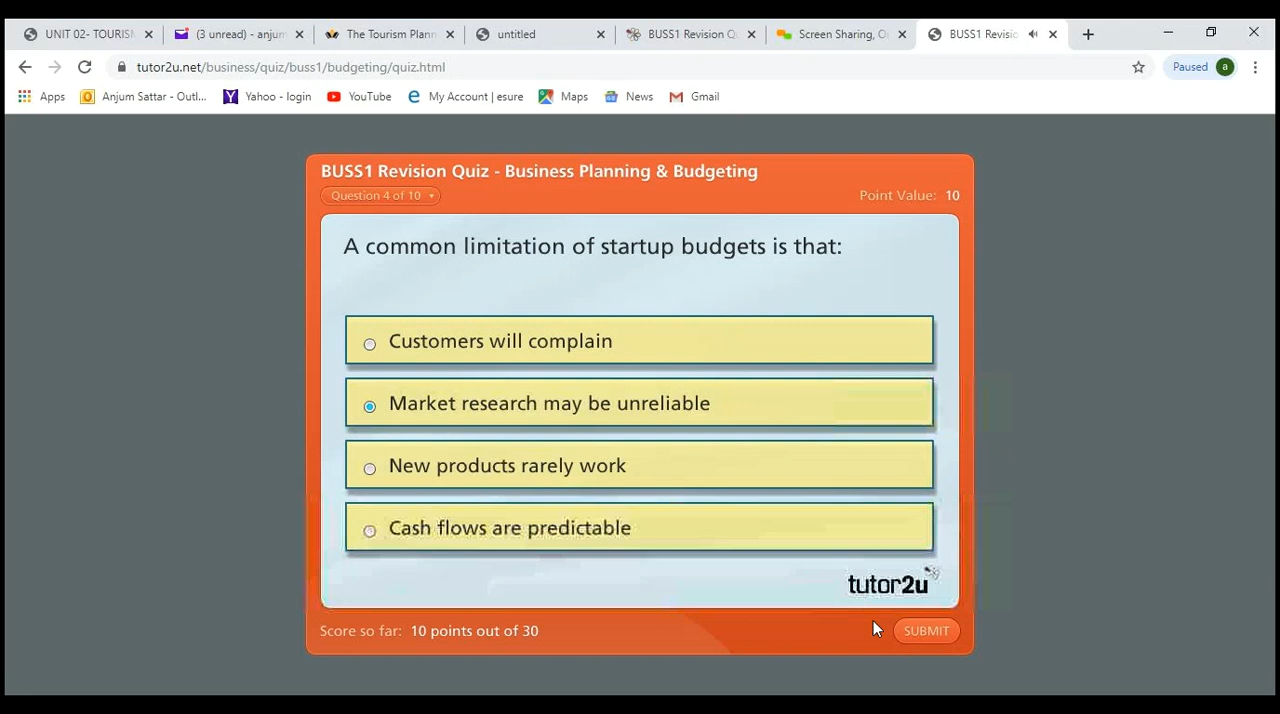 UNIT 02- TOURISM
(3 unread) - anjum
The Tourism Plann
untitled
BUSS1 Revision Qu
Screen Sharing, O
BUSS1 Revisio
tutor2u.net/business/quiz/buss1/budgeting/quiz.html
Paused a
Apps
Anjum Sattar - Outl...
Yahoo - login
YouTube
My Account | esure
Maps
News
Gmail
BUSS1 Revision Quiz - Business Planning & Budgeting
Question 4 of 10
Point Value: 10
A common limitation of startup budgets is that:
Customers will complain
Market research may be unreliable
New products rarely work
Cash flows are predictable
tutor2u
Score so far: 10 points out of 30
SUBMIT